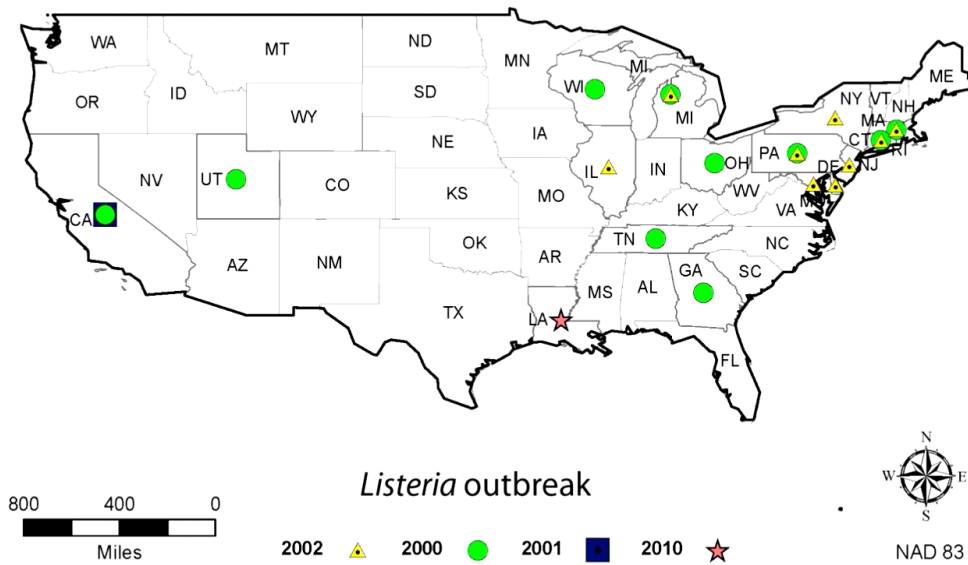 WA
MT
ND
MN
MI
ME
OR
ID
SD
WI
NY
VT
NH
WY
MI
MA
NE
IA
CT
RI
PA
NV
UT
CO
IL
IN
OH
DE
NJ
KS
MO
WV
CA
KY
VA
M
AZ
NM
OK
TN
NC
AR
GA
SC
TX
MS
AL
LA
FL
N
W E
S
Listeria outbreak
800 400 0
Miles
2002 2000 2001 2010
NAD 83